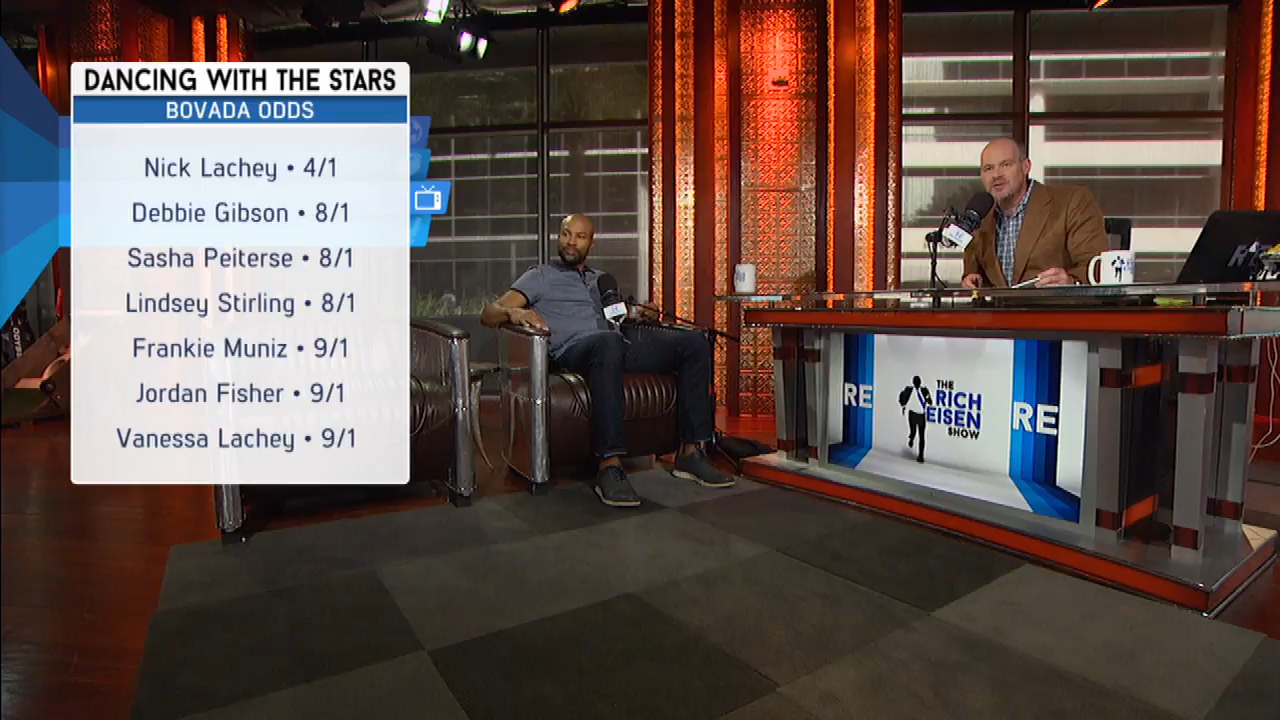 DANCING WITH THE STARS
BOVADA ODDS
Nick Lachey • 4/1
Debbie Gibson • 8/1
Sasha Peiterse • 8/1
Lindsey Stirling • 8/1
Frankie Muniz • 9/1
Jordan Fisher • 9/1
Vanessa Lachey • 9/1
RE
THE
RICH
EISEN
SHOW
RE